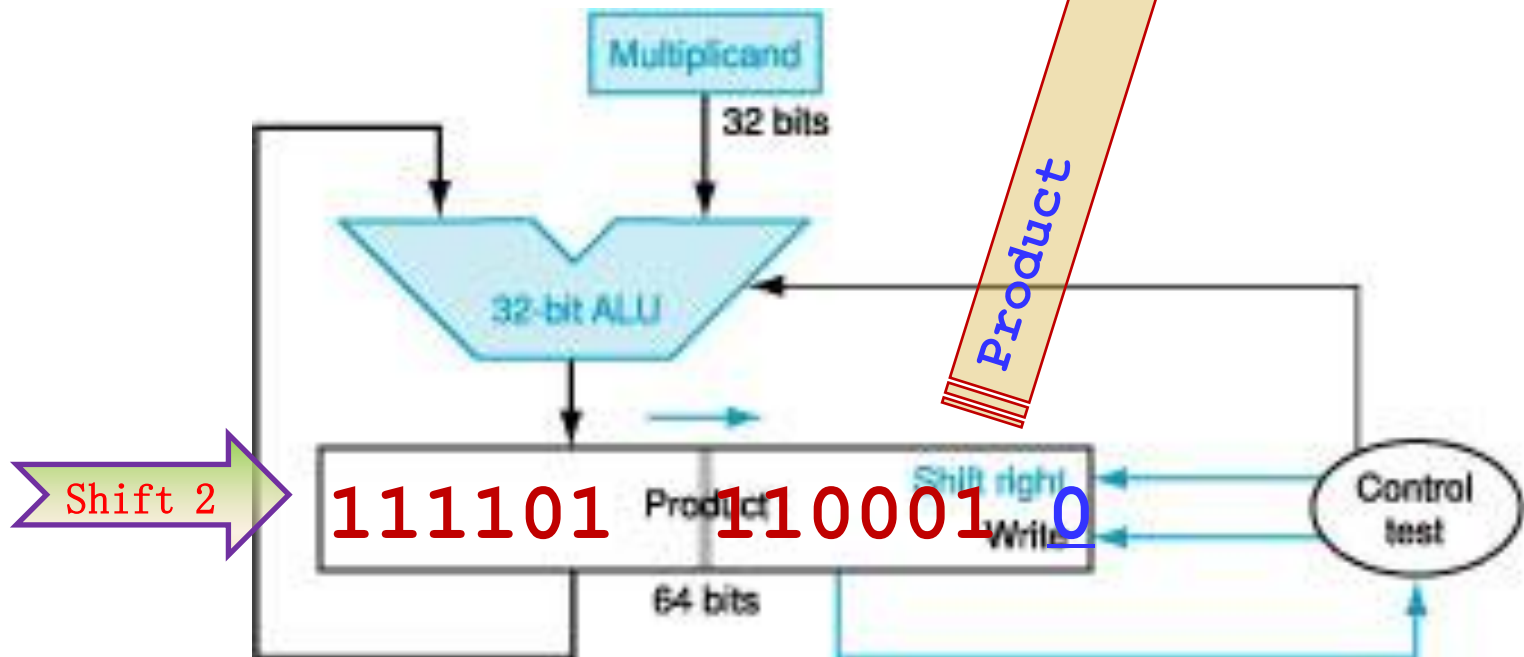 Multiplicand
32 bits
Product
32-bit ALU
Shift right
Shift 2
111101 Product 110001 0
Write
Control
test
64 bits